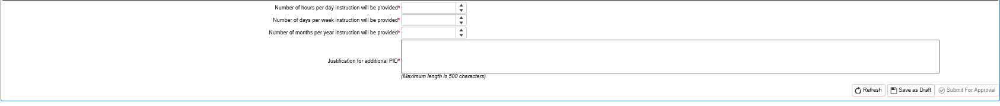 Number of hours per day instruction will be provided*
Number of days per week instruction will be provided*
Number of months per year instruction will be provided*
Justification for additional PID*
(Maximum length is 500 characters)
Refresh Save as Draft Submit For Approval